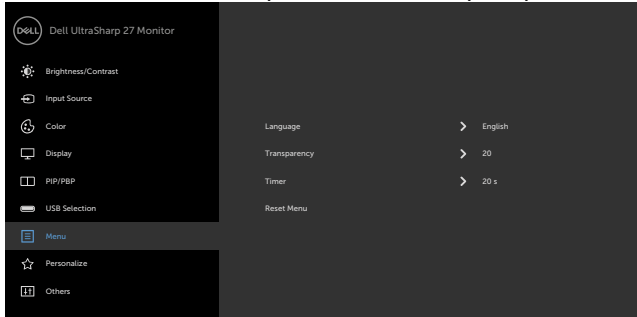 DELL Dell UltraSharp 27 Monitor
Brightness/Contrast
Input Source
Color
Language English
Display
Transparency 20
PIP/PBP
Timer 20 s
USB Selection
Reset Menu
Menu
Personalize
Others